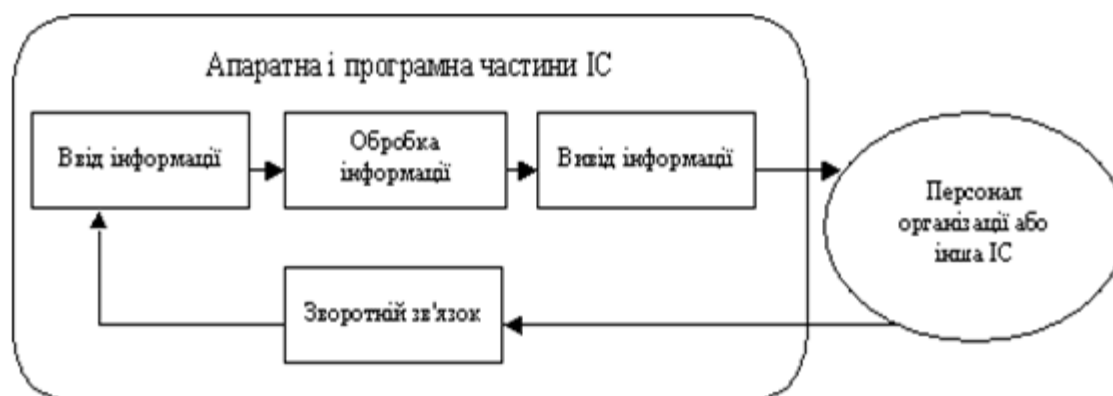 Апаратна і програмна частини ІС
Ввід інформації
Обробка
інформації
Вивід інформації
Персонал
організації або
інша ІС
Зворотній зв'язок